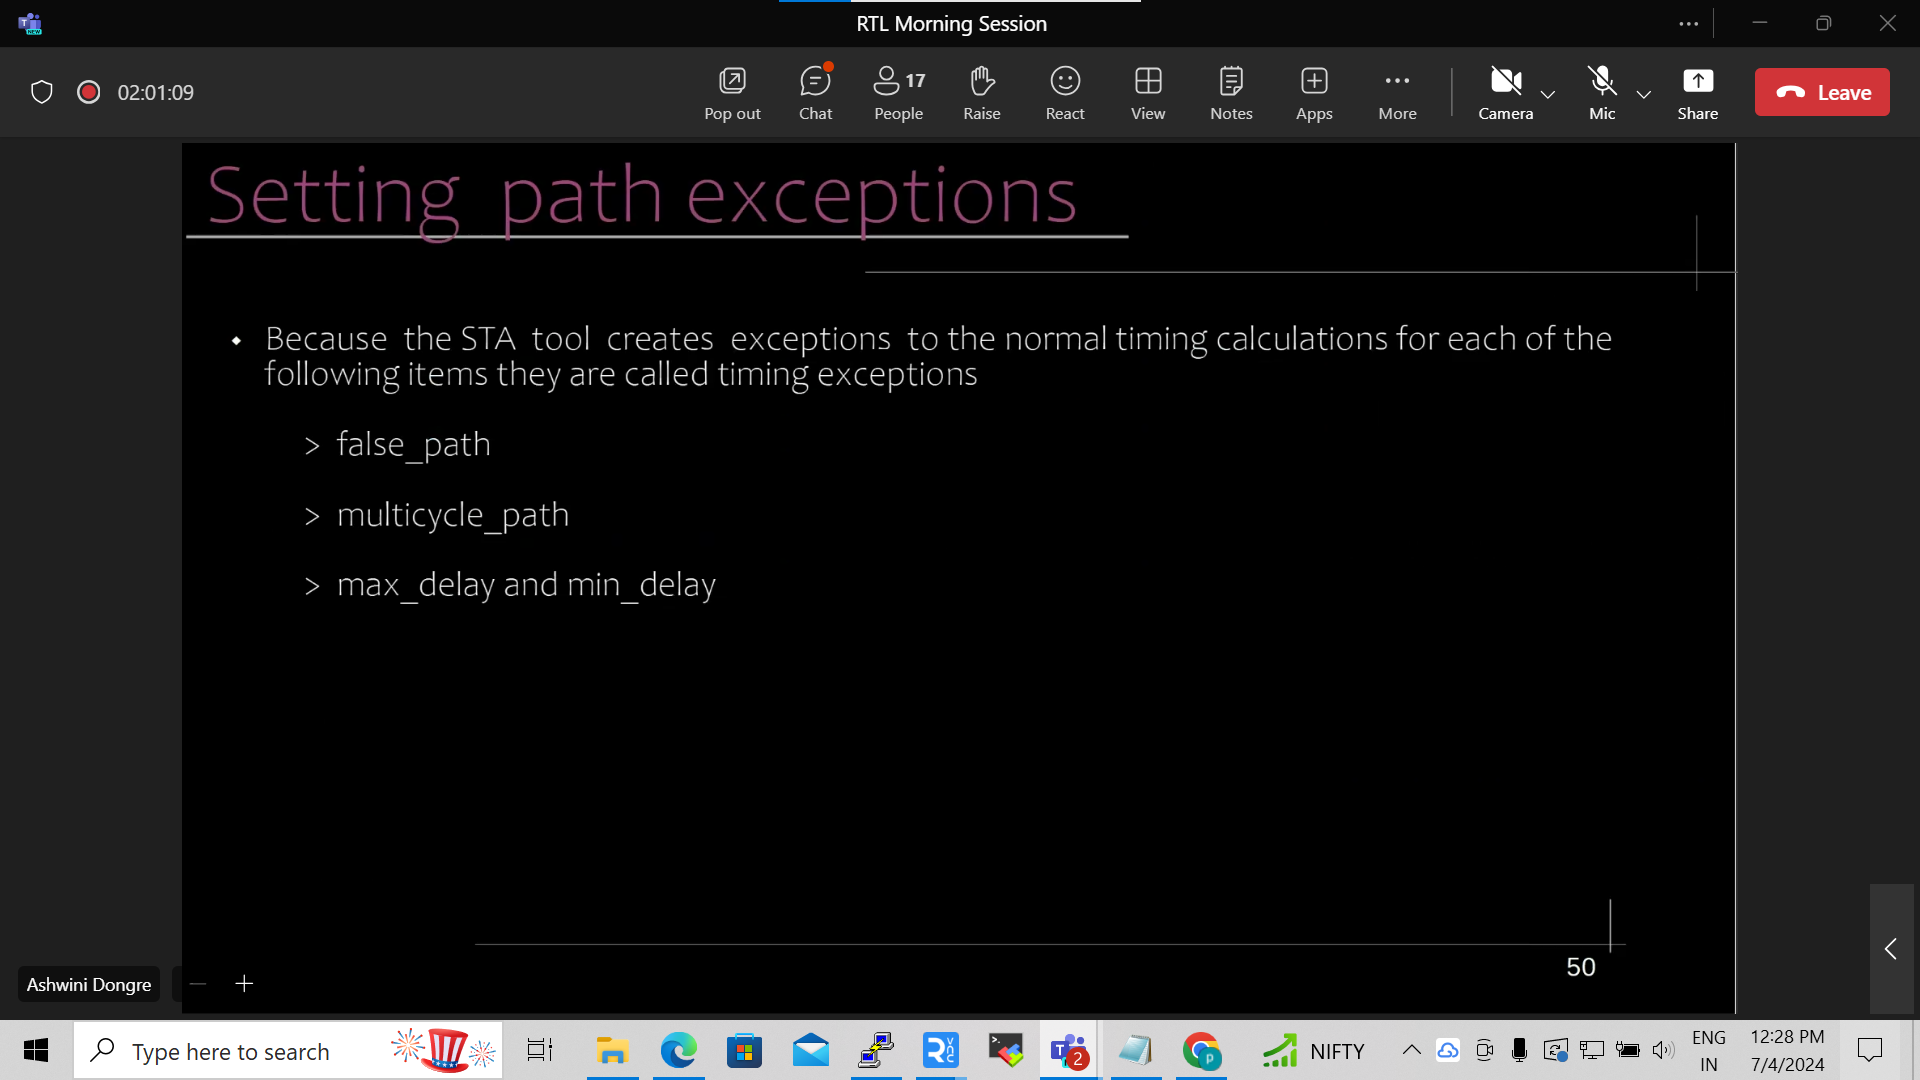 RTL Morning Session
02:01:09
Pop out
Chat
17
People
Raise
React
View
Notes
Apps
More
Camera
Mic
Share
Leave
Setting path exceptions
Because the STA tool creates exceptions to the normal timing calculations for each of the
following items they are called timing exceptions
> false_path
> multicycle_path
> max_delay and min_delay
50
Ashwini Dongre
Type here to search
2
p
NIFTY
ENG
IN
12:28 PM
7/4/2024